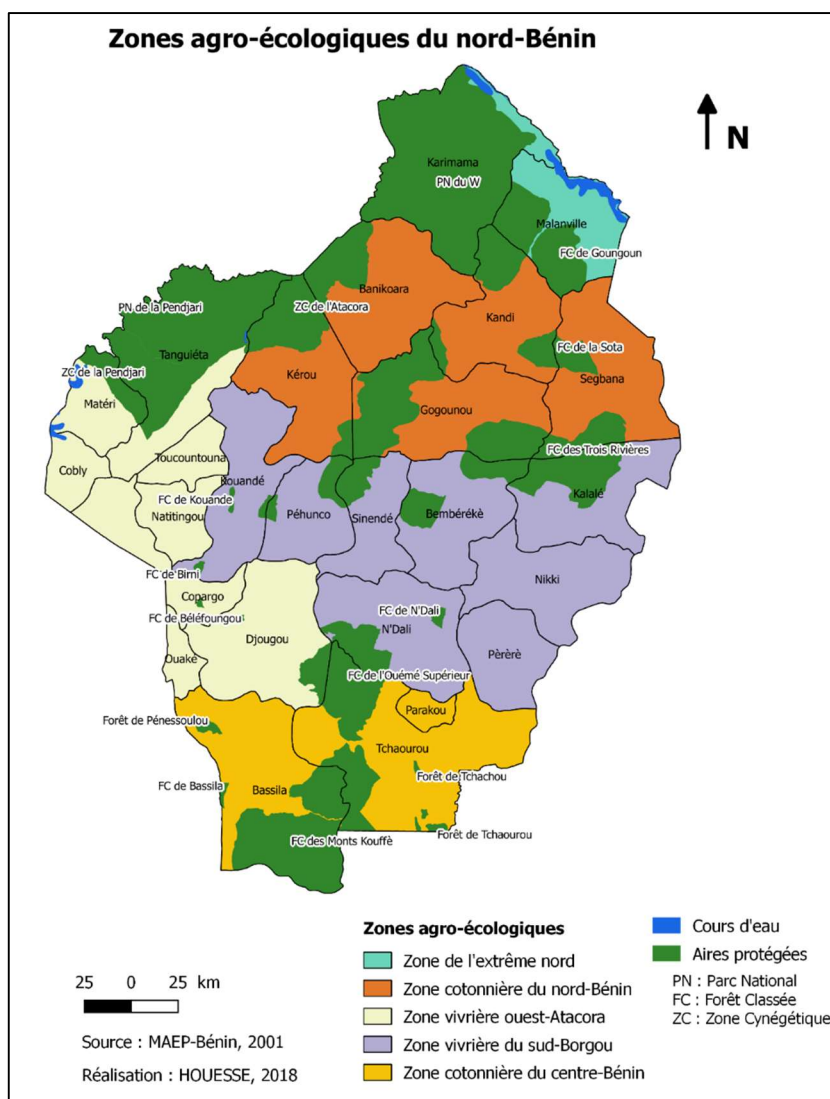 Zones agro-écologiques du nord-Bénin
N
Karimama
PN du W
Malanville
FC de Goungoun
Banikoara
PN de la Pendjari
ZC de l'Atacora
Kandi
Tanguiéta
FC de la Sota
ZC de la Pendjari
Kérou
Segbana
Matéri
Gogounou
Toucountouna
FC des Trois Rivières
Cobly
Kouandé
Kalalé
FC de Kouande
Natitingou
Péhunco
Sinendé
Bembérékè
FC de Birni
Nikki
Copargo
FC de N'Dali
FC de Béléfoungou
N'Dali
Djougou
Pèrèrè
Ouaké
FC de l'Ouémé Supérieur
Parakou
Forêt de Pénessoulou
Tchaourou
Forêt de Tchachou
FC de Bassila
Bassila
FC des Monts Kouffè
Forêt de Tchaourou
Zones agro-écologiques
Zone de l'extrême nord
Zone cotonnière du nord-Bénin
Zone vivrière ouest-Atacora
Zone vivrière du sud-Borgou
Zone cotonnière du centre-Bénin
Cours d'eau
Aires protégées
PN : Parc National
FC : Forêt Classée
ZC : Zone Cynégétique
25 0 25 km
Source : MAEP-Bénin, 2001
Réalisation : HOUESSE, 2018